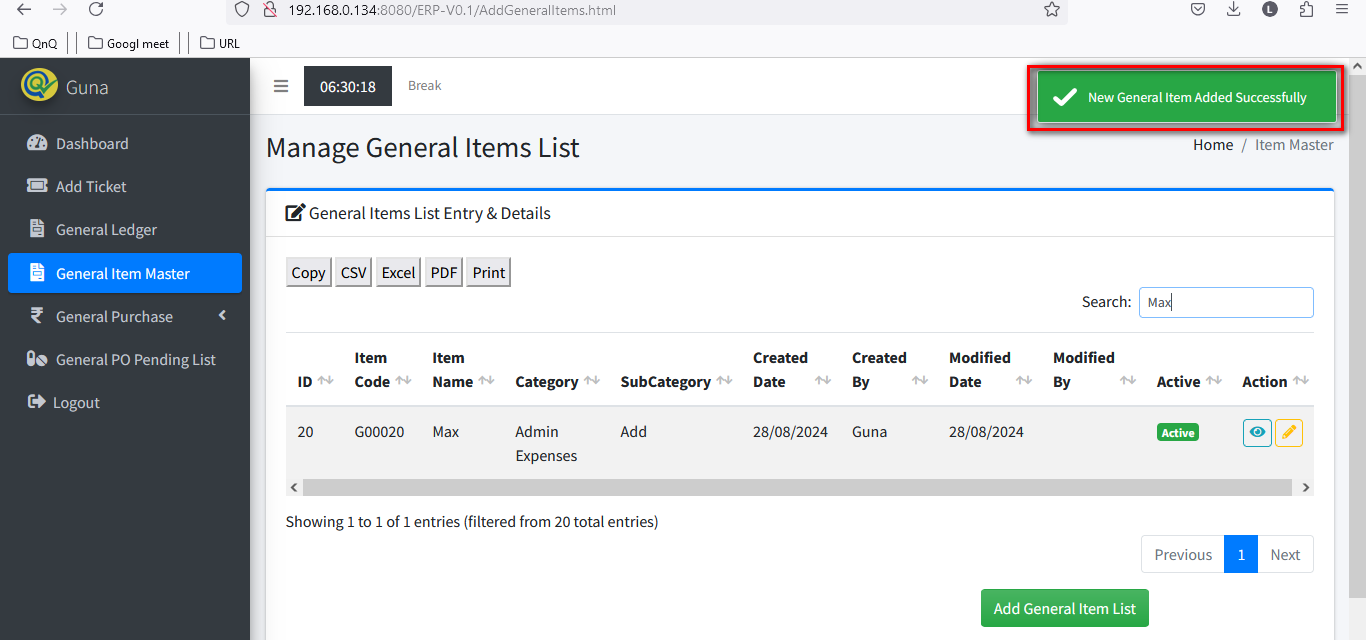 192.168.0.134:8080/ERP-V0.1/AddGeneralItems.html
L
QnQ
Googl meet
URL
Guna
06:30:18
Break
New General Item Added Successfully
Dashboard
Add Ticket
General Ledger
General Item Master
General Purchase
General PO Pending List
Logout
Manage General Items List
Home / Item Master
General Items List Entry & Details
Copy CSV Excel PDF Print
Search: Max
ID Item Code Item Name Category SubCategory Created Date Created By Modified Date Modified By Active Action
20 G00020 Max Admin Expenses Add 28/08/2024 Guna 28/08/2024 Active
Showing 1 to 1 of 1 entries (filtered from 20 total entries)
Previous 1 Next
Add General Item List